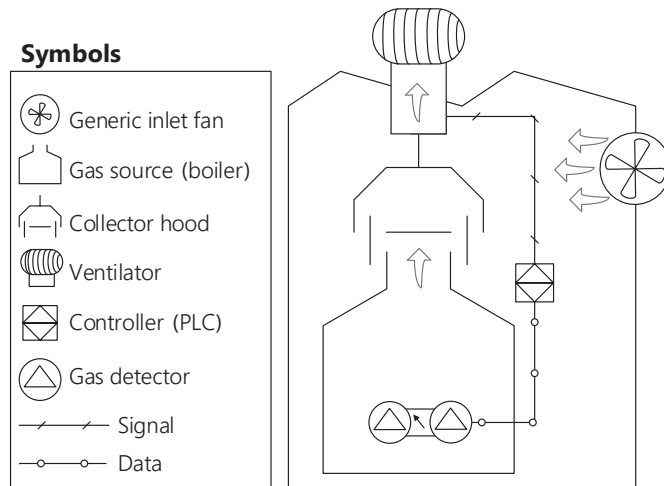 Symbols
Generic inlet fan
Gas source (boiler)
Collector hood
Ventilator
Controller (PLC)
Gas detector
Signal
Data